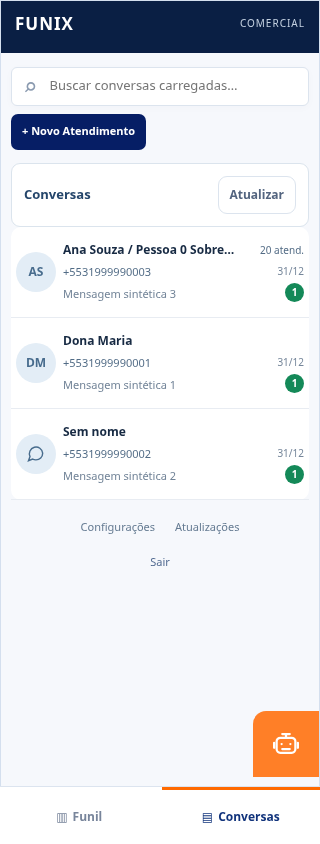 FUNIX
COMERCIAL
Buscar conversas carregadas...
+ Novo Atendimento
Conversas
Atualizar
Ana Souza / Pessoa 0 Sobre...
20 atend.
AS
+5531999990003
31/12
Mensagem sintética 3
1
Dona Maria
DM
+5531999990001
31/12
Mensagem sintética 1
1
Sem nome
+5531999990002
31/12
Mensagem sintética 2
1
Configurações
Atualizações
Sair
Funil
Conversas